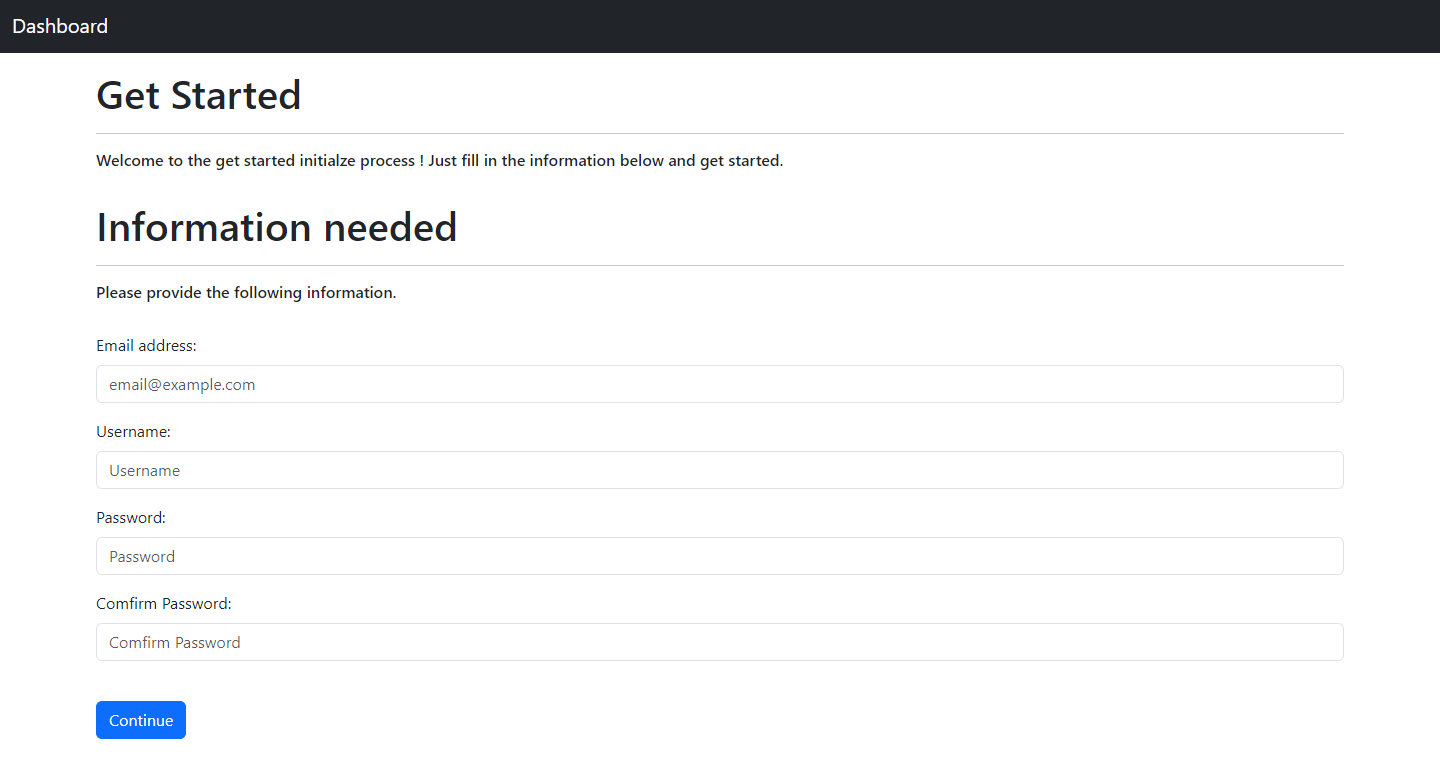 Dashboard
Get Started
Welcome to the get started initialze process ! Just fill in the information below and get started.
Information needed
Please provide the following information.
Email address:
email@example.com
Username:
Username
Password:
Password
Comfirm Password:
Comfirm Password
Continue